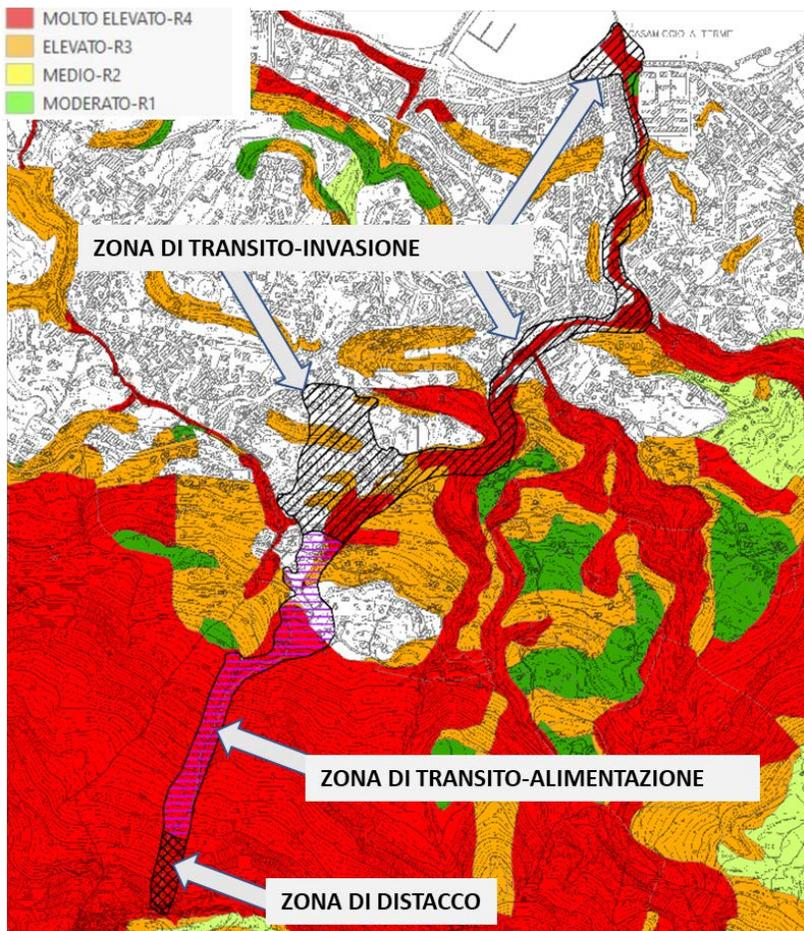 MOLTO ELEVATO-R4
ELEVATO-R3
MEDIO-R2
MODERATO-R1
ZONA DI TRANSITO-INVASIONE
ZONA DI TRANSITO-ALIMENTAZIONE
ZONA DI DISTACCO